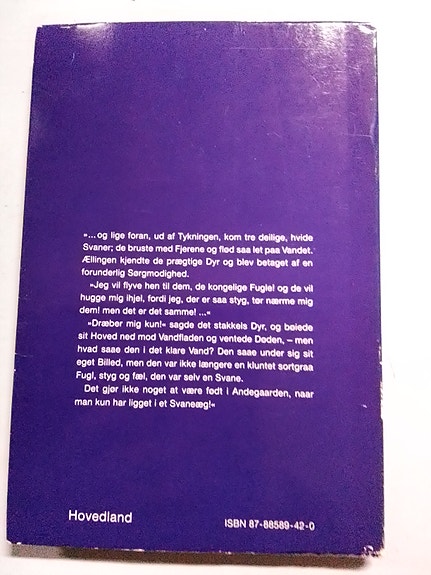 »...og lige foran, ud af Tykningen, kom tre deilige, hvide
Svaner; de bruste med Fjerene og flød saa let paa Vandet.
Ællingen kjendte de prægtige Dyr og blev betaget af en
forunderlig Sørgmodighed.
»Jeg vil flyve hen til dem, de kongelige Fugle! og de vil
hugge mig ihjel, fordi jeg, der er saa styg, tør nærme mig
dem! men det er det samme! ...«
»Dræber mig kun!« sagde det stakkels Dyr, og bøiede
sit Hoved ned mod Vandfladen og ventede Døden, – men
hvad saae den i det klare Vand? Den saae under sig sit
eget Billed, men den var ikke længere en kluntet sortgraa
Fugl, styg og fæl, den var selv en Svane.
Det gjør ikke noget at være født i Andegaarden, naar
man kun har ligget i et Svaneæg!«
Hovedland
ISBN 87-88589-42-0